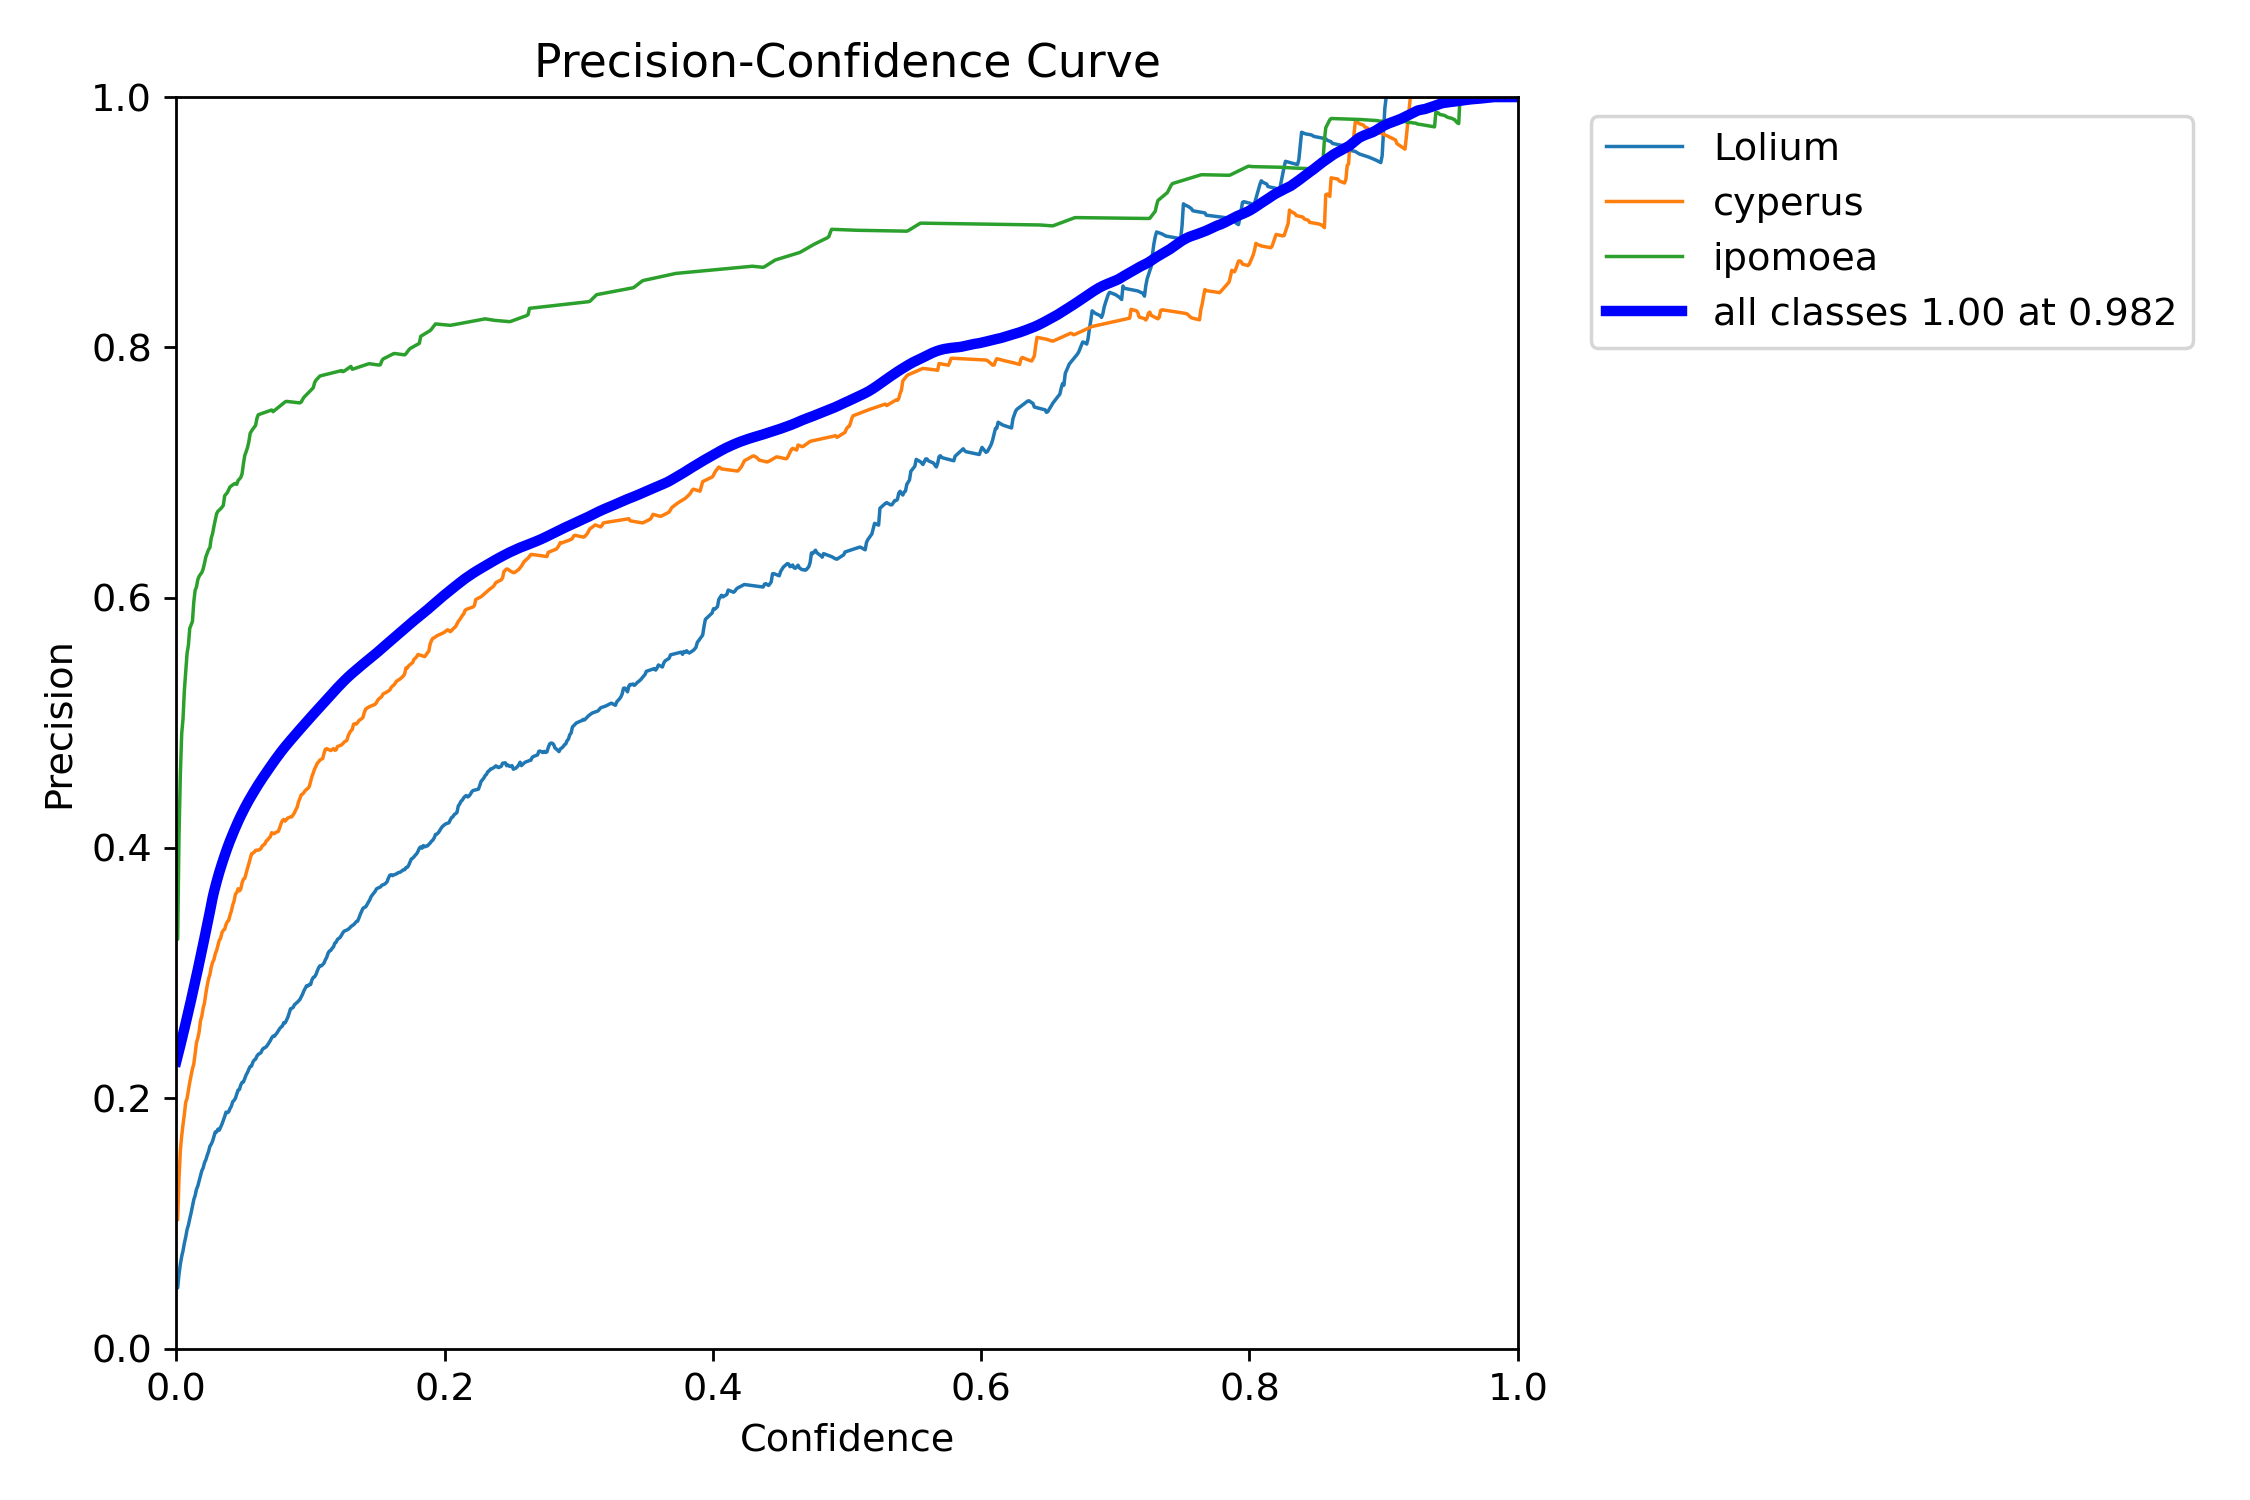 Precision-Confidence Curve
1.0
0.8
0.6
0.4
0.2
0.0
Precision
0.0 0.2 0.4 0.6 0.8 1.0
Confidence
Lolium
cyperus
ipomoea
all classes 1.00 at 0.982